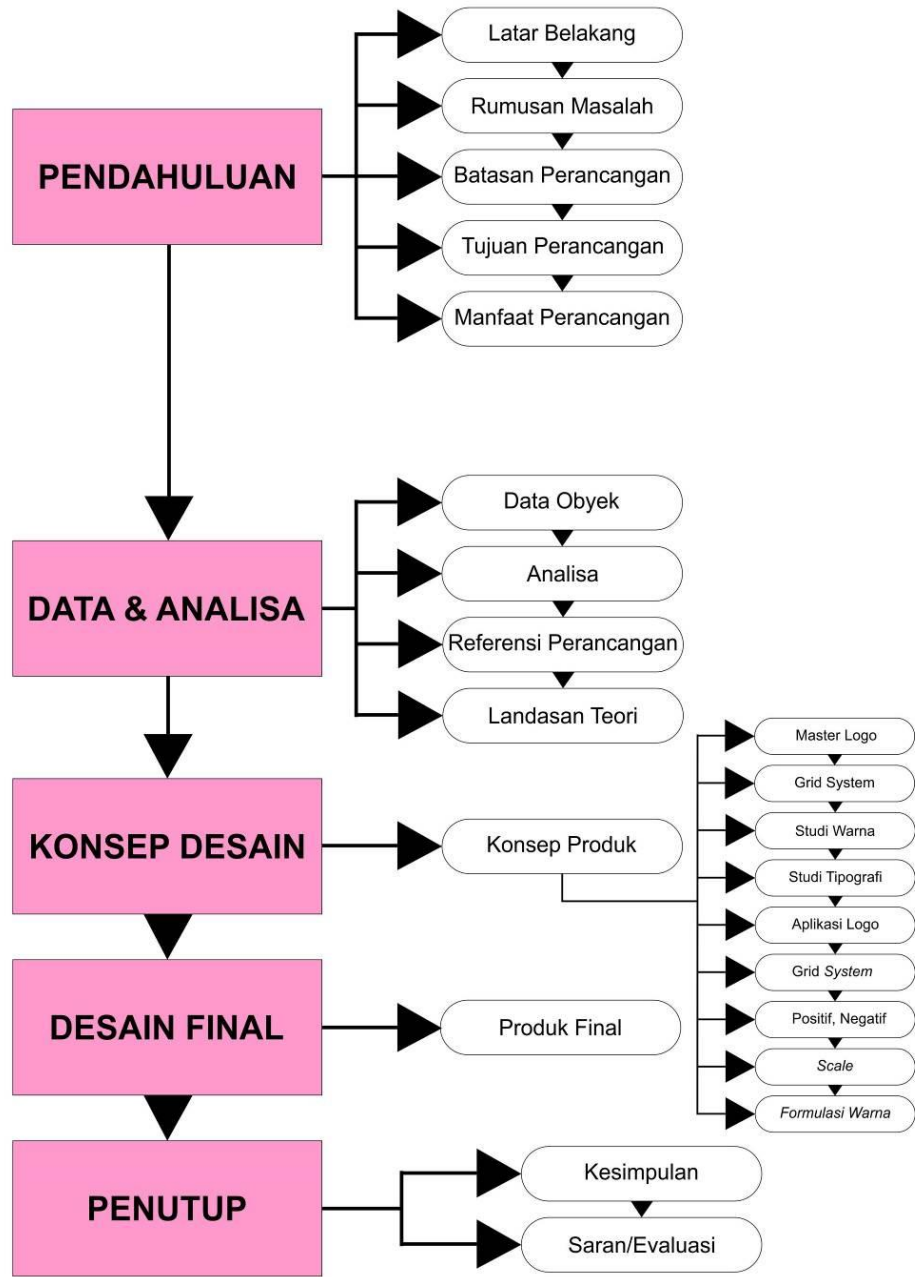 PENDAHULUAN
Latar Belakang
Rumusan Masalah
Batasan Perancangan
Tujuan Perancangan
Manfaat Perancangan
DATA & ANALISA
Data Obyek
Analisa
Referensi Perancangan
Landasan Teori
KONSEP DESAIN
Konsep Produk
Master Logo
Grid System
Studi Warna
Studi Tipografi
Aplikasi Logo
Grid System
Positif, Negatif
Scale
Formulasi Warna
DESAIN FINAL
Produk Final
PENUTUP
Kesimpulan
Saran/Evaluasi